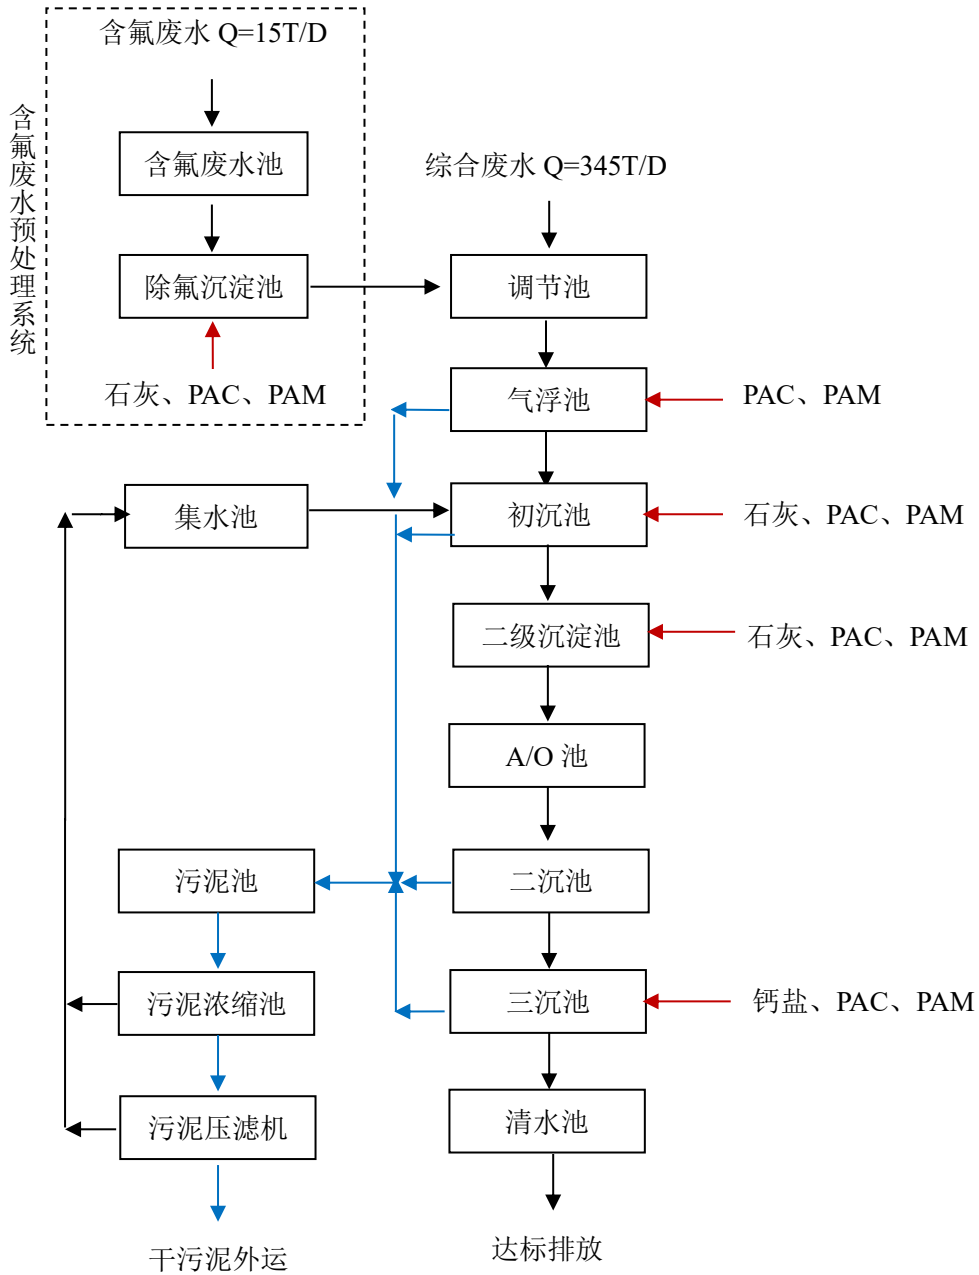 含氟废水 Q=15T/D
含氟废水预处理系统
含氟废水池
综合废水 Q=345T/D
除氟沉淀池
调节池
石灰、PAC、PAM
气浮池
PAC、PAM
集水池
初沉池
石灰、PAC、PAM
二级沉淀池
石灰、PAC、PAM
A/O 池
污泥池
二沉池
污泥浓缩池
三沉池
钙盐、PAC、PAM
污泥压滤机
清水池
干污泥外运
达标排放